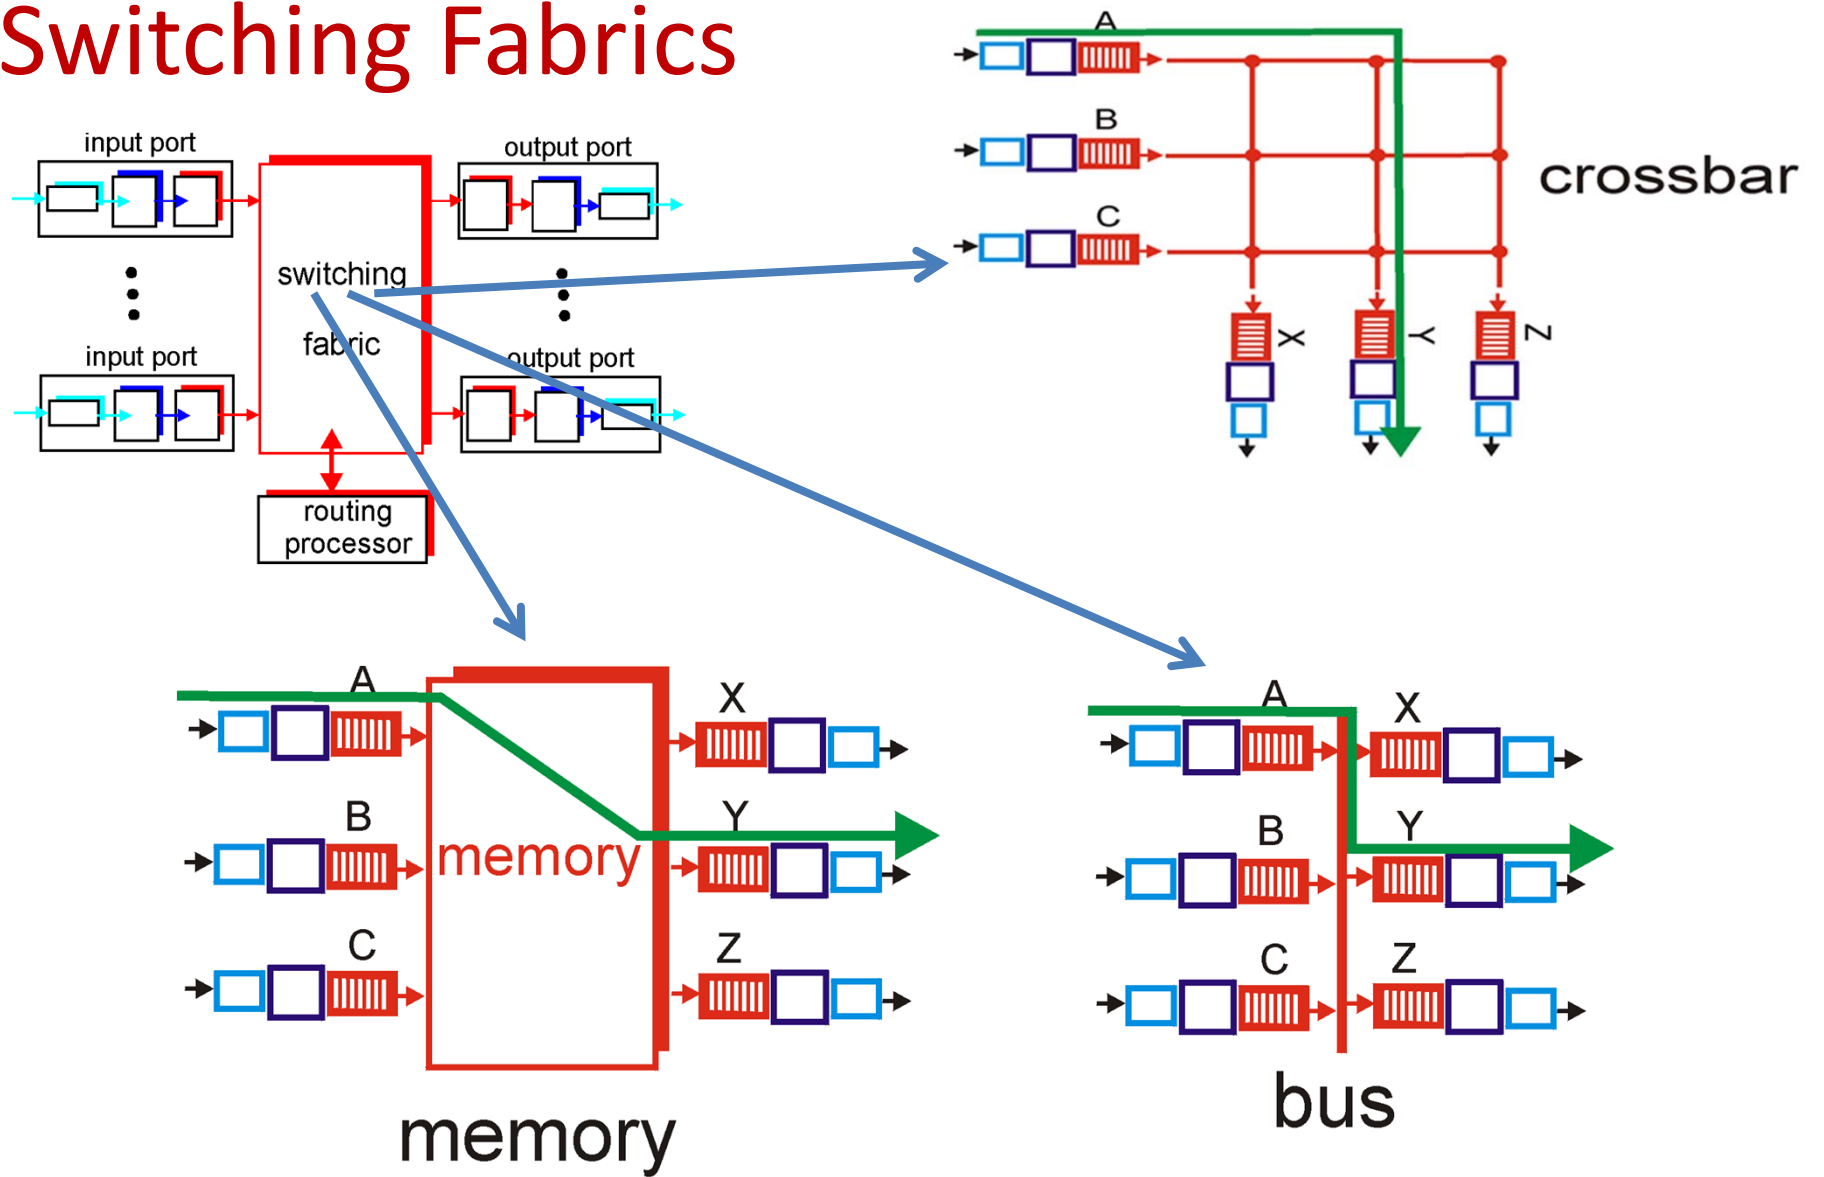 Switching Fabrics
input port
output port
switching
fabric
input port
output port
routing
processor
A
B
C
X
Y
Z
crossbar
A
B
C
memory
X
Y
Z
memory
A
B
C
X
Y
Z
bus